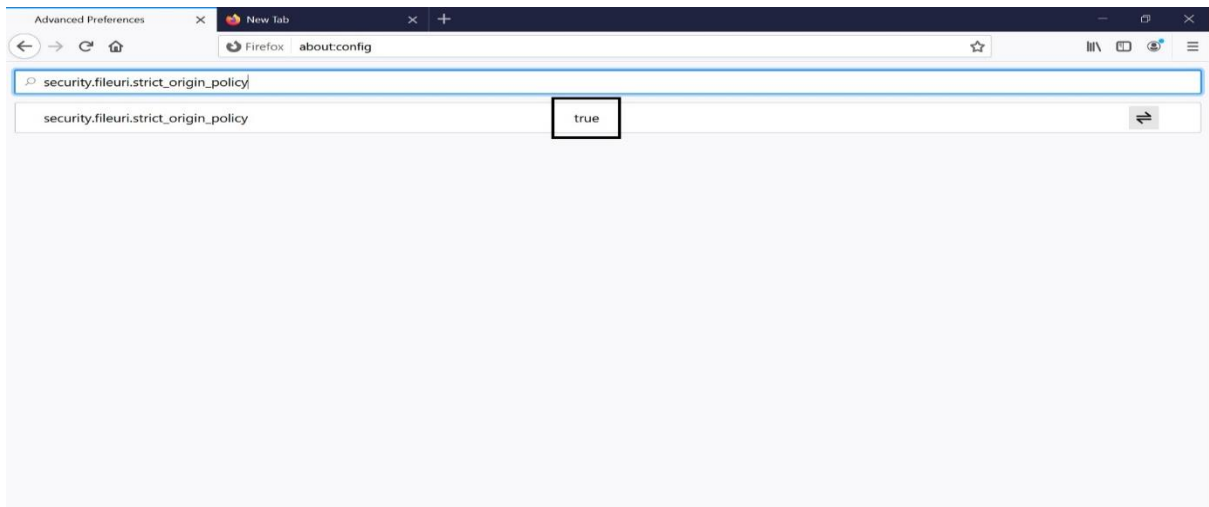 Advanced Preferences New Tab
Firefox about:config
security.fileuri.strict_origin_policy
security.fileuri.strict_origin_policy true